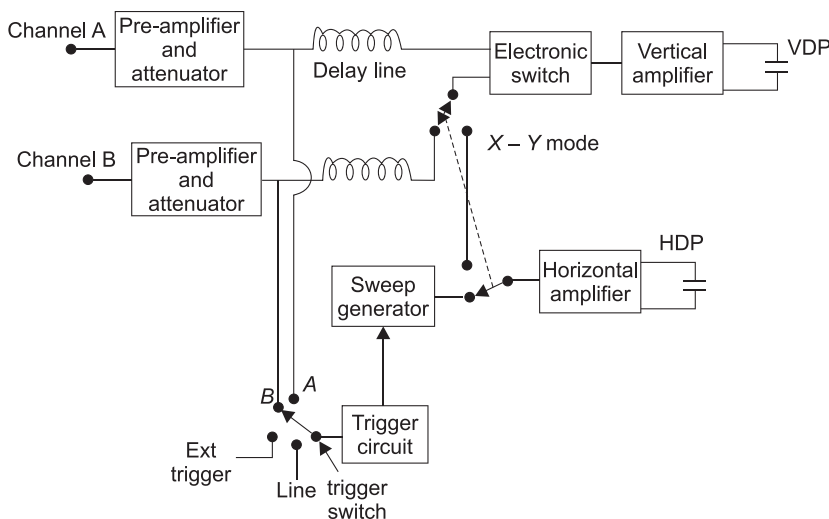 Channel A
Pre-amplifier
and
attenuator
Delay line
Electronic
switch
Vertical
amplifier
VDP
X – Y mode
Channel B
Pre-amplifier
and
attenuator
HDP
Sweep
generator
Horizontal
amplifier
B
A
Trigger
circuit
Ext
trigger
Line
trigger
switch